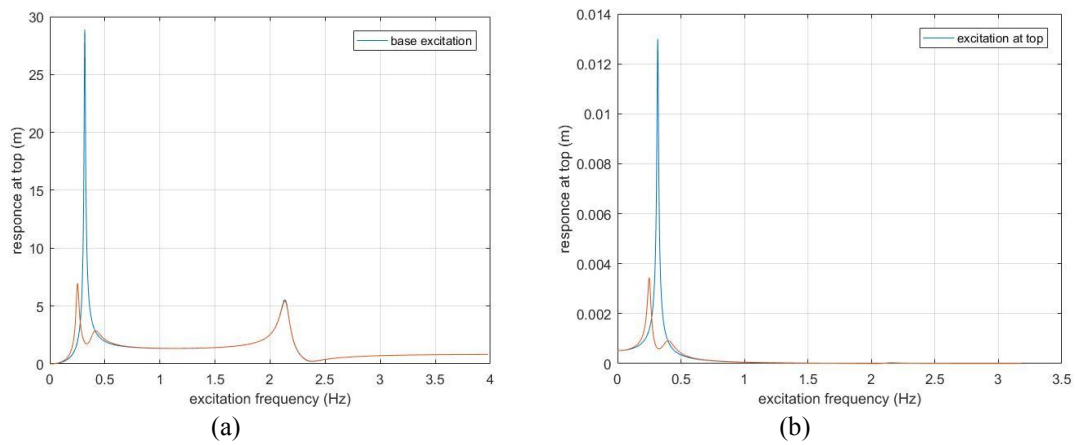 30
25
20
15
10
5
0
responce at top (m)
base excitation
0 0.5 1 1.5 2 2.5 3 3.5 4
excitation frequency (Hz)
(a)
0.014
0.012
0.01
0.008
0.006
0.004
0.002
0
responce at top (m)
excitation at top
0 0.5 1 1.5 2 2.5 3 3.5
excitation frequency (Hz)
(b)